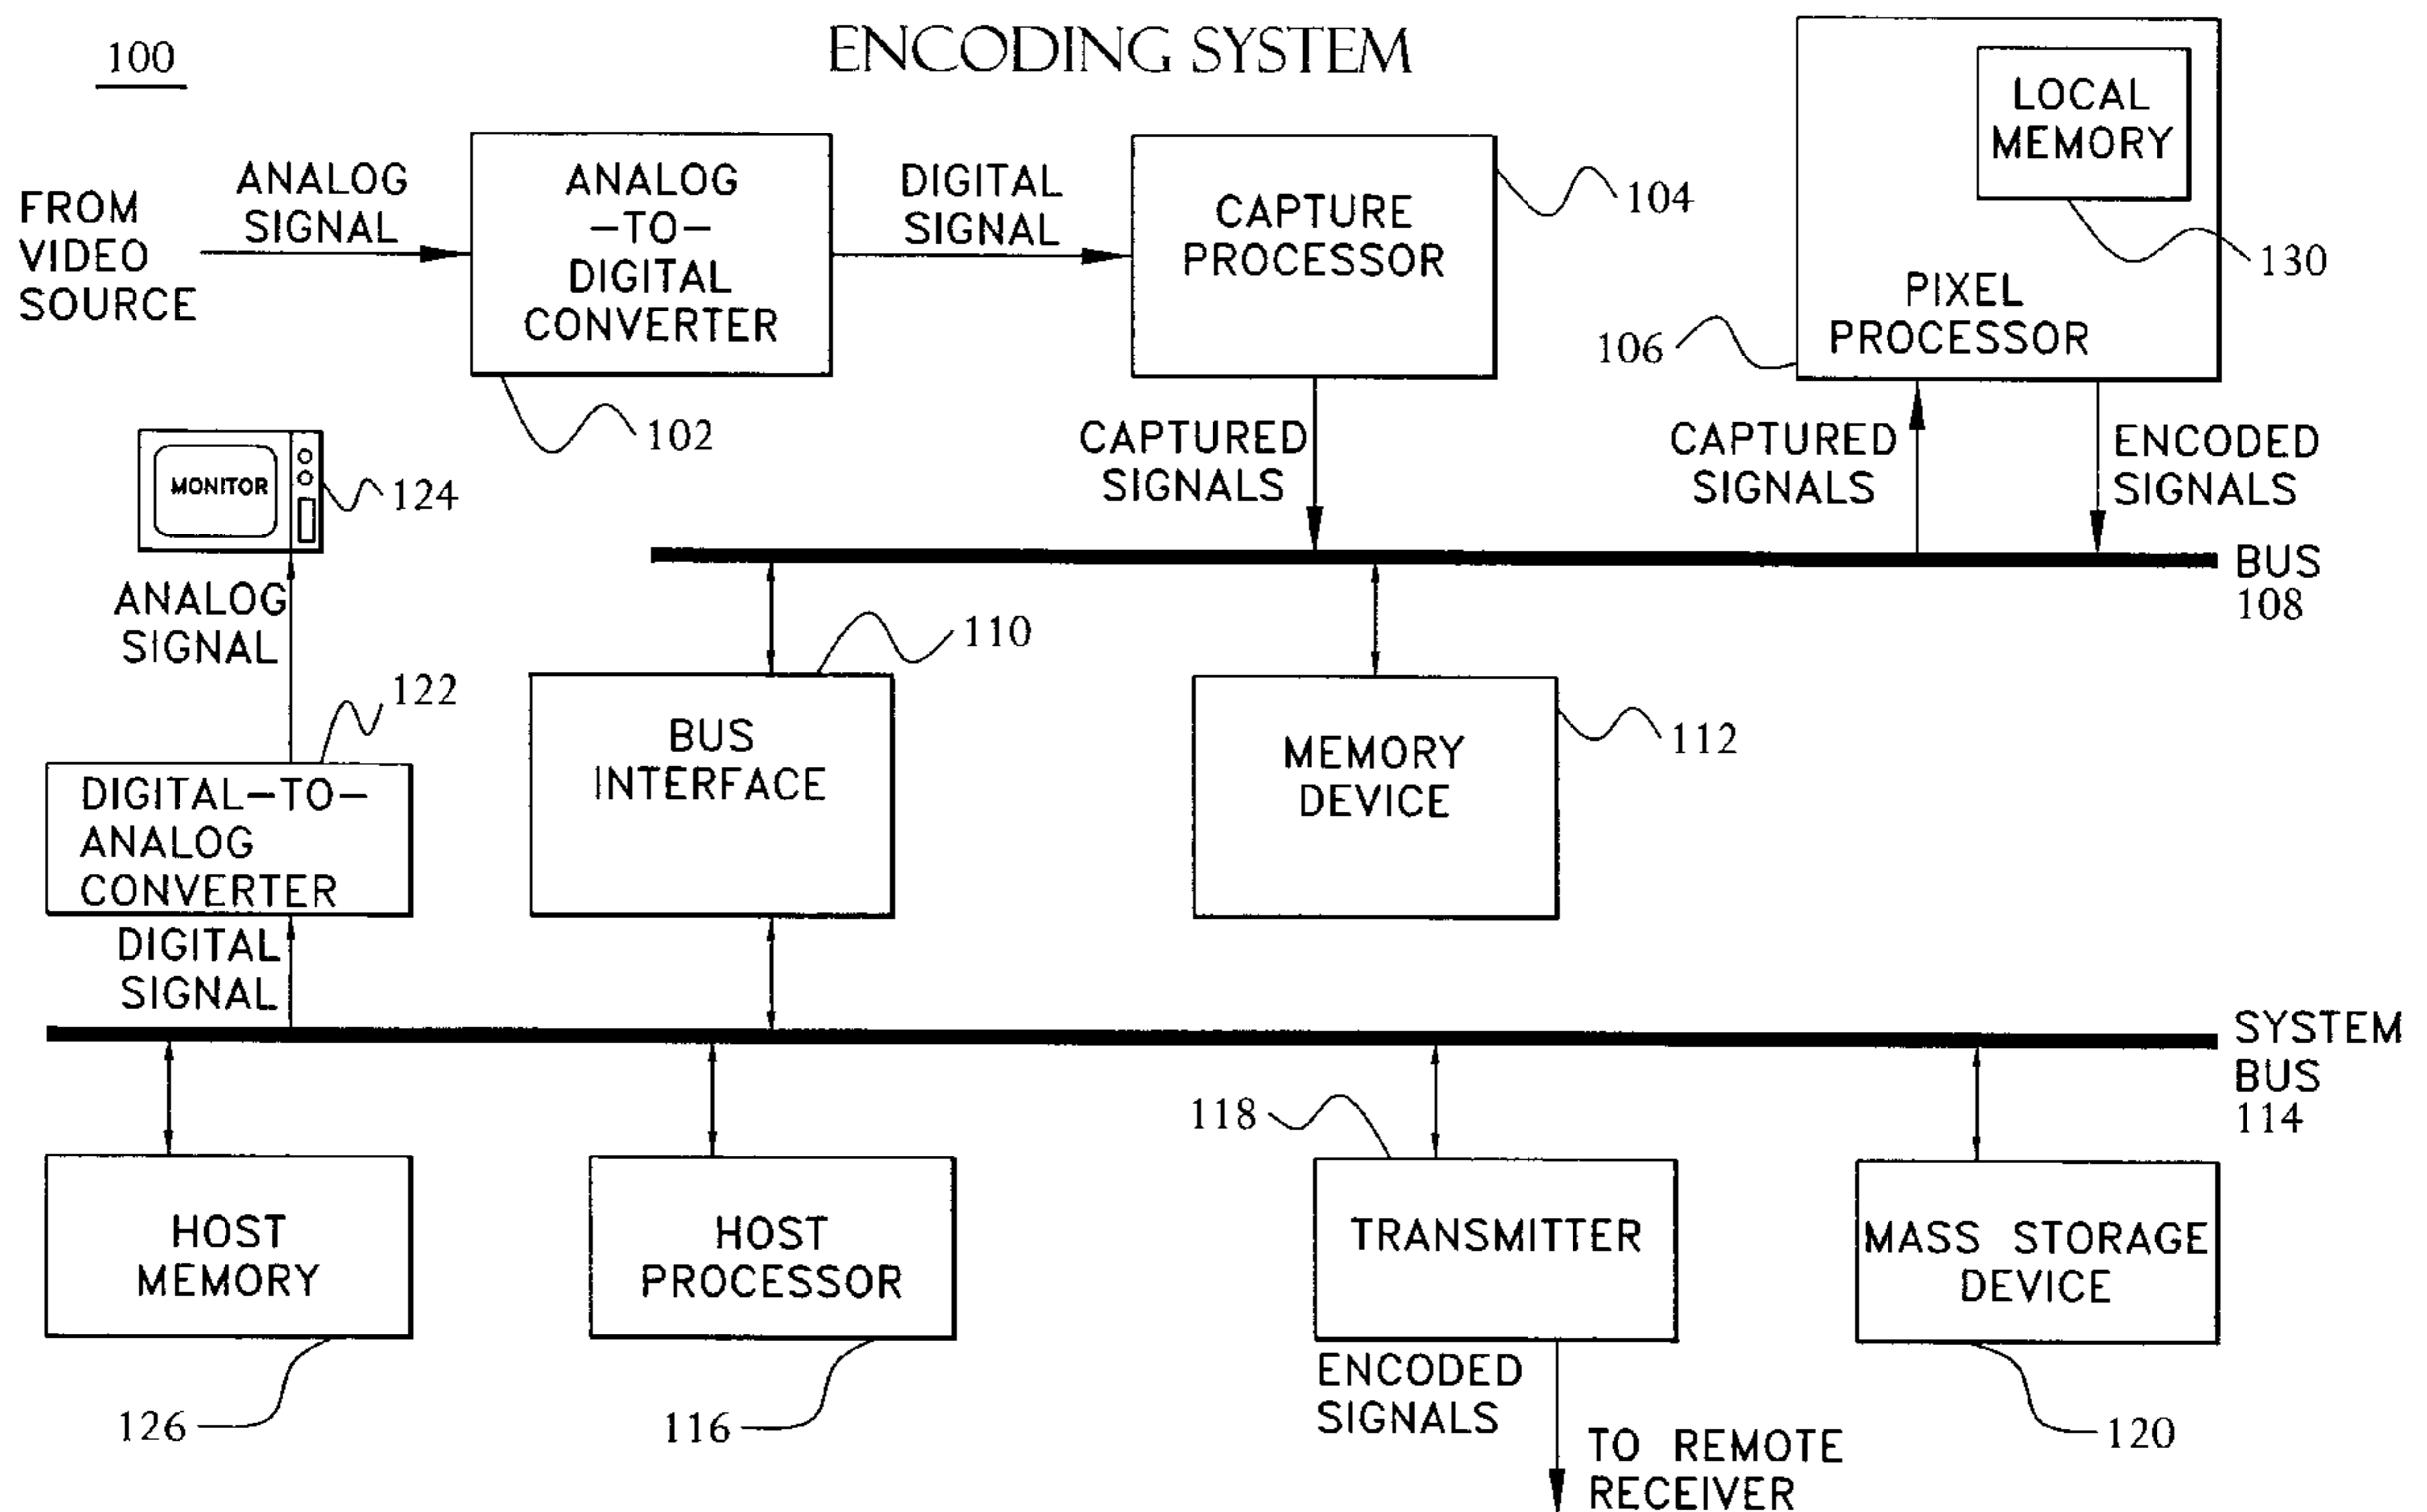 100
ENCODING SYSTEM
FROM
VIDEO
SOURCE
ANALOG
SIGNAL
ANALOG
-TO-
DIGITAL
CONVERTER
102
DIGITAL
SIGNAL
CAPTURE
PROCESSOR
104
LOCAL
MEMORY
130
PIXEL
PROCESSOR
106
CAPTURED
SIGNALS
CAPTURED
SIGNALS
ENCODED
SIGNALS
BUS
108
MONITOR
124
ANALOG
SIGNAL
122
DIGITAL-TO-
ANALOG
CONVERTER
DIGITAL
SIGNAL
110
BUS
INTERFACE
MEMORY
DEVICE
112
SYSTEM
BUS
114
HOST
MEMORY
126
HOST
PROCESSOR
116
118
TRANSMITTER
ENCODED
SIGNALS
TO REMOTE
RECEIVER
MASS STORAGE
DEVICE
120